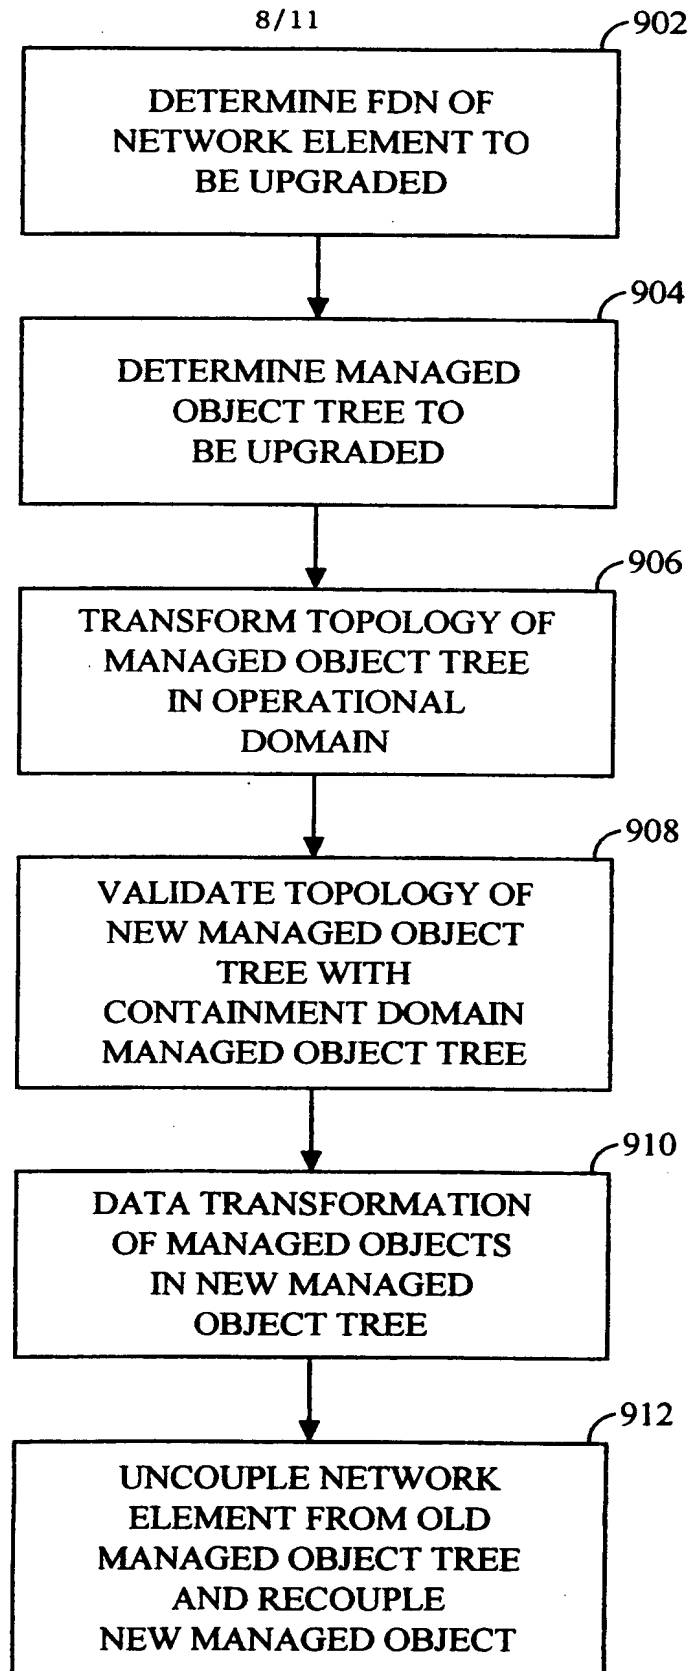 8/11
902
DETERMINE FDN OF
NETWORK ELEMENT TO
BE UPGRADED
904
DETERMINE MANAGED
OBJECT TREE TO
BE UPGRADED
906
TRANSFORM TOPOLOGY OF
MANAGED OBJECT TREE
IN OPERATIONAL
DOMAIN
908
VALIDATE TOPOLOGY OF
NEW MANAGED OBJECT
TREE WITH
CONTAINMENT DOMAIN
MANAGED OBJECT TREE
910
DATA TRANSFORMATION
OF MANAGED OBJECTS
IN NEW MANAGED
OBJECT TREE
912
UNCOUPLE NETWORK
ELEMENT FROM OLD
MANAGED OBJECT TREE
AND RECOUPLE
NEW MANAGED OBJECT